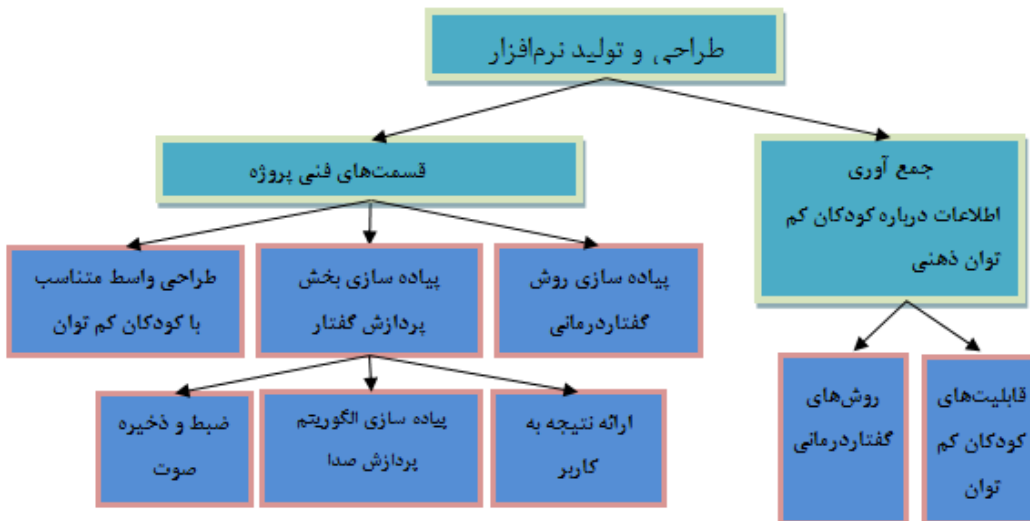 طراحی و تولید نرم‌افزار
جمع آوری
اطلاعات درباره کودکان کم
توان ذهنی
قسمت‌های فنی پروژه
قابلیت‌های
کودکان کم
توان
روش‌های
گفتاردرمانی
پیاده سازی روش
گفتاردرمانی
پیاده سازی بخش
پردازش گفتار
طراحی واسط متناسب
با کودکان کم توان
ارائه نتیجه به
کاربر
پیاده سازی الگوریتم
پردازش صدا
ضبط و ذخیره
صوت